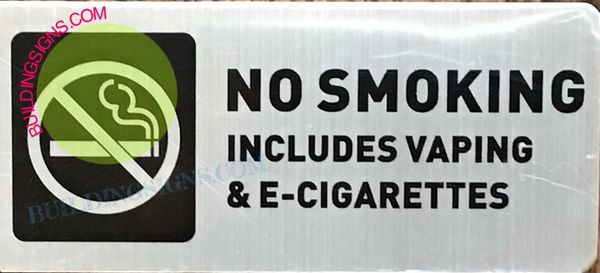 BUILDINGSIGNS.COM
NO SMOKING
INCLUDES VAPING
& E-CIGARETTES
BUILDINGSIGNS.COM